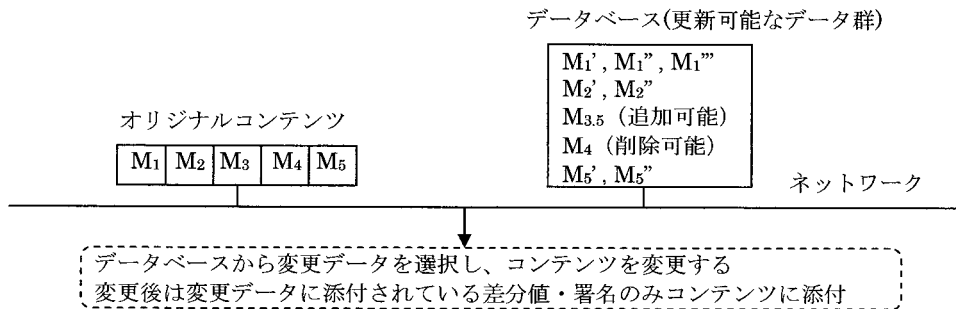 データベース(更新可能なデータ群)
M₁' , M₁" , M₁'"
M₂' , M₂"
M₃.₅ (追加可能)
M₄ (削除可能)
M₅' , M₅"
オリジナルコンテンツ
M₁ M₂ M₃ M₄ M₅
ネットワーク
データベースから変更データを選択し、コンテンツを変更する
変更後は変更データに添付されている差分値・署名のみコンテンツに添付